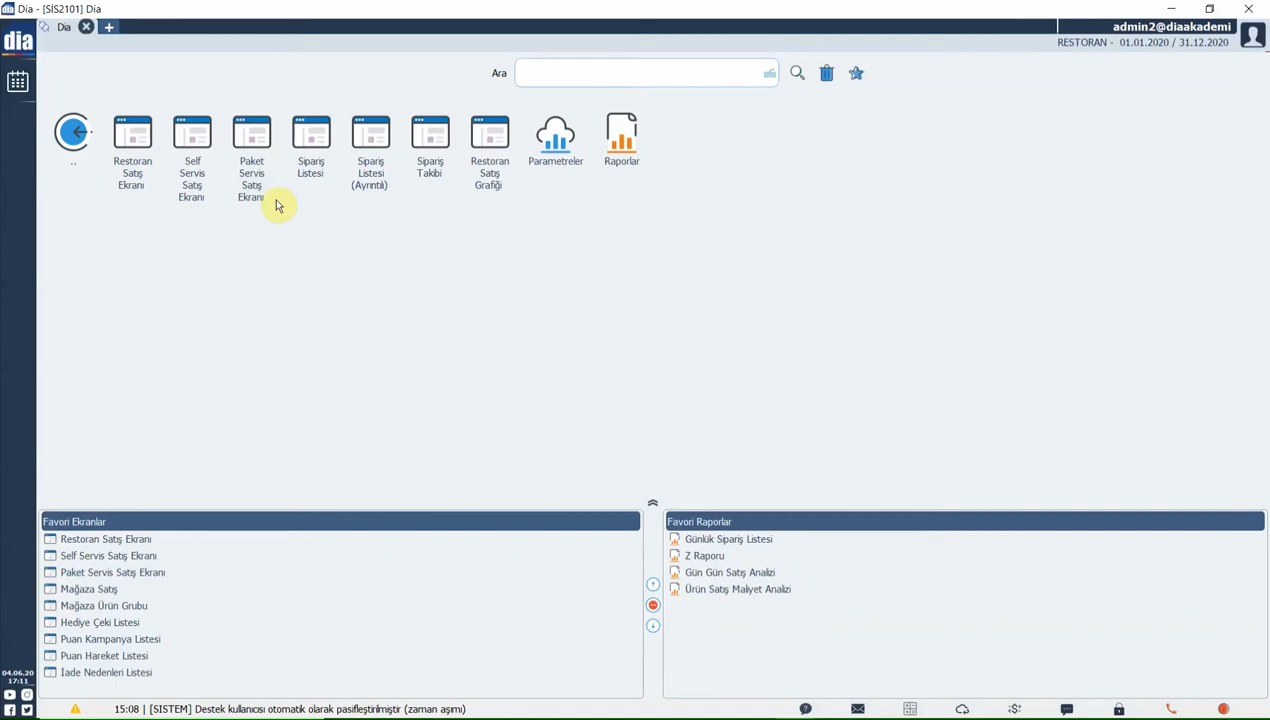 Dia - [SİS2101] Dia
dia
Dia
admin2@diaakademi
RESTORAN - 01.01.2020 / 31.12.2020
Ara
..
Restoran Satış Ekranı
Self Servis Satış Ekranı
Paket Servis Satış Ekranı
Sipariş Listesi
Sipariş Listesi (Ayrıntılı)
Sipariş Takibi
Restoran Satış Grafiği
Parametreler
Raporlar
Favori Ekranlar
Restoran Satış Ekranı
Self Servis Satış Ekranı
Paket Servis Satış Ekranı
Mağaza Satış
Mağaza Ürün Grubu
Hediye Çeki Listesi
Puan Kampanya Listesi
Puan Hareket Listesi
İade Nedenleri Listesi
Favori Raporlar
Günlük Sipariş Listesi
Z Raporu
Gün Gün Satış Analizi
Ürün Satış Maliyet Analizi
04.06.20
17:11
15:08 | [SISTEM] Destek kullanıcısı otomatik olarak pasifleştirilmiştir (zaman aşımı)